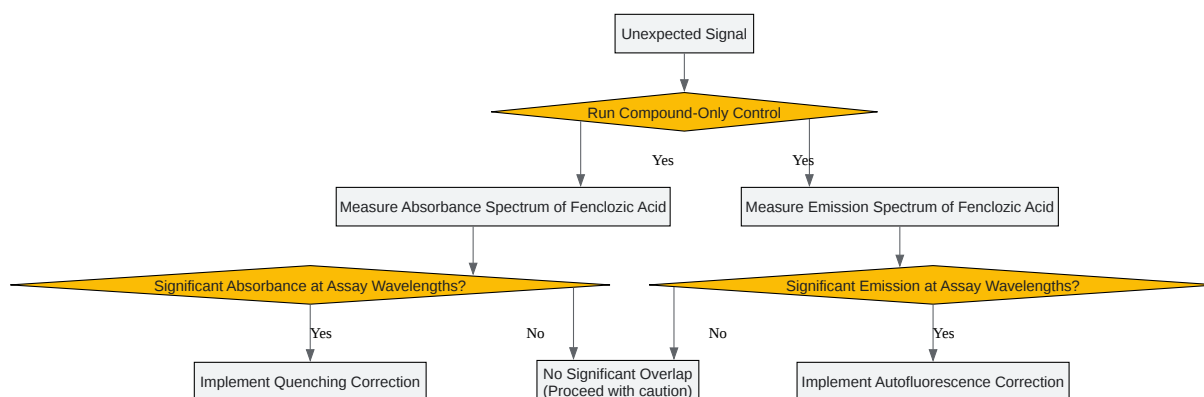 Unexpected Signal
Run Compound-Only Control
Yes
Yes
Measure Absorbance Spectrum of Fenclozic Acid
Measure Emission Spectrum of Fenclozic Acid
Significant Absorbance at Assay Wavelengths?
Significant Emission at Assay Wavelengths?
Yes
No
No
Yes
Implement Quenching Correction
No Significant Overlap
(Proceed with caution)
Implement Autofluorescence Correction